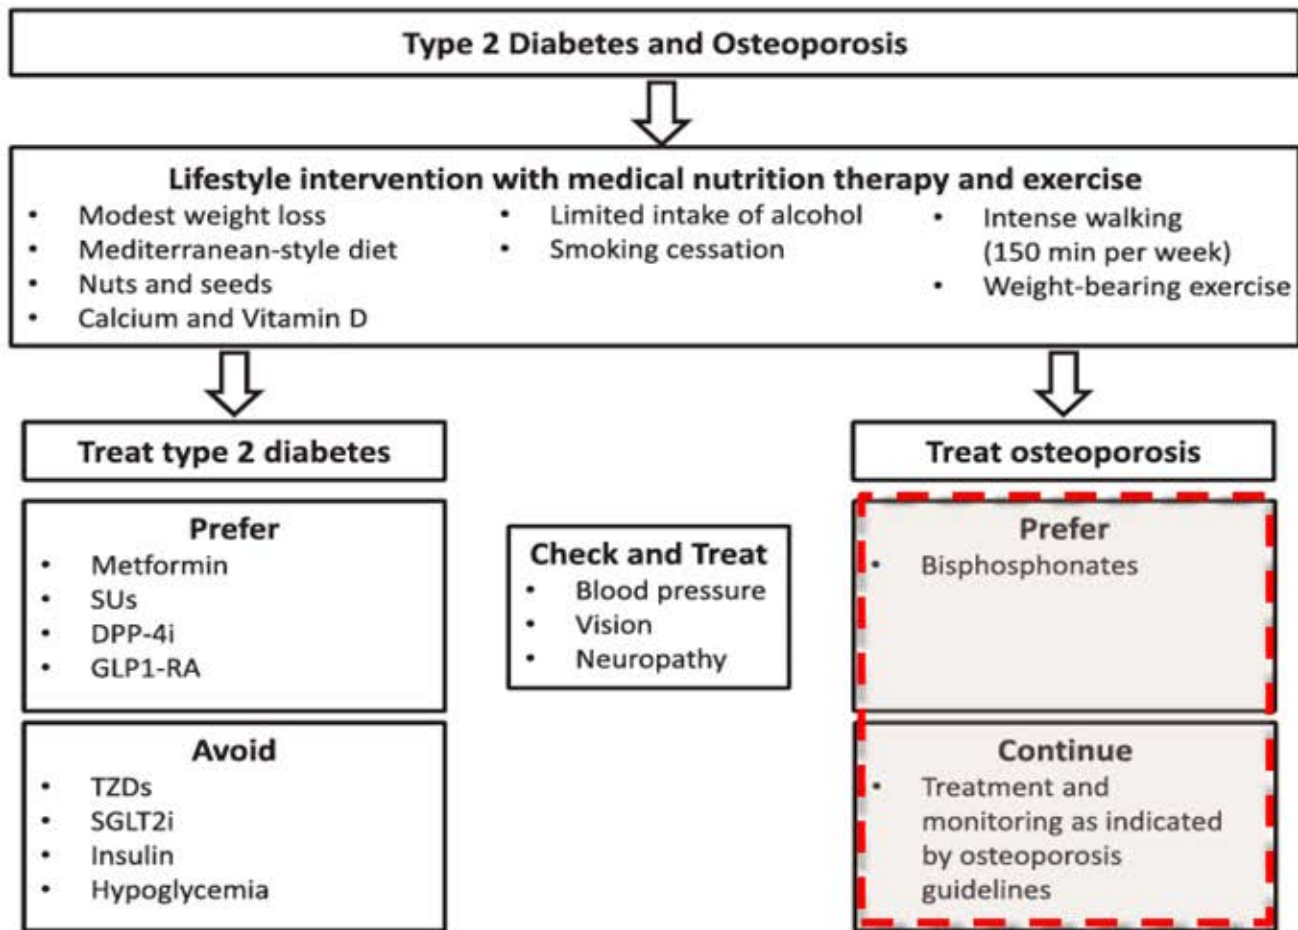 Type 2 Diabetes and Osteoporosis
Lifestyle intervention with medical nutrition therapy and exercise
• Modest weight loss
• Mediterranean-style diet
• Nuts and seeds
• Calcium and Vitamin D
• Limited intake of alcohol
• Smoking cessation
• Intense walking
(150 min per week)
• Weight-bearing exercise
Treat type 2 diabetes
Prefer
• Metformin
• SUs
• DPP-4i
• GLP1-RA
Avoid
• TZDs
• SGLT2i
• Insulin
• Hypoglycemia
Check and Treat
• Blood pressure
• Vision
• Neuropathy
Treat osteoporosis
Prefer
• Bisphosphonates
Continue
• Treatment and
monitoring as indicated
by osteoporosis
guidelines